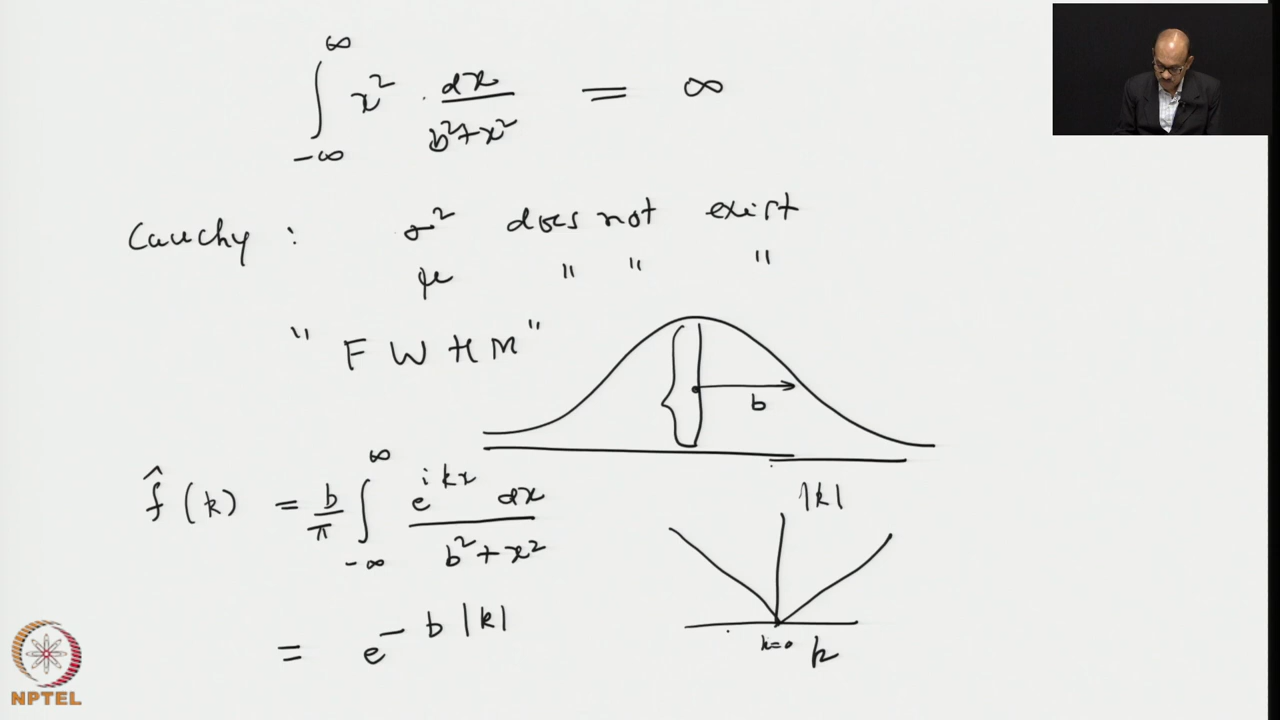 ∫_{-∞}^{∞} x² · dx / (b²+x²) = ∞
Cauchy : σ² does not exist
μ " " "
" F W H M "
b
f̂(k) = b/π ∫_{-∞}^{∞} e^{ikx} dx / (b²+x²)
|k|
k=0 k
= e^{-b|k|}
NPTEL